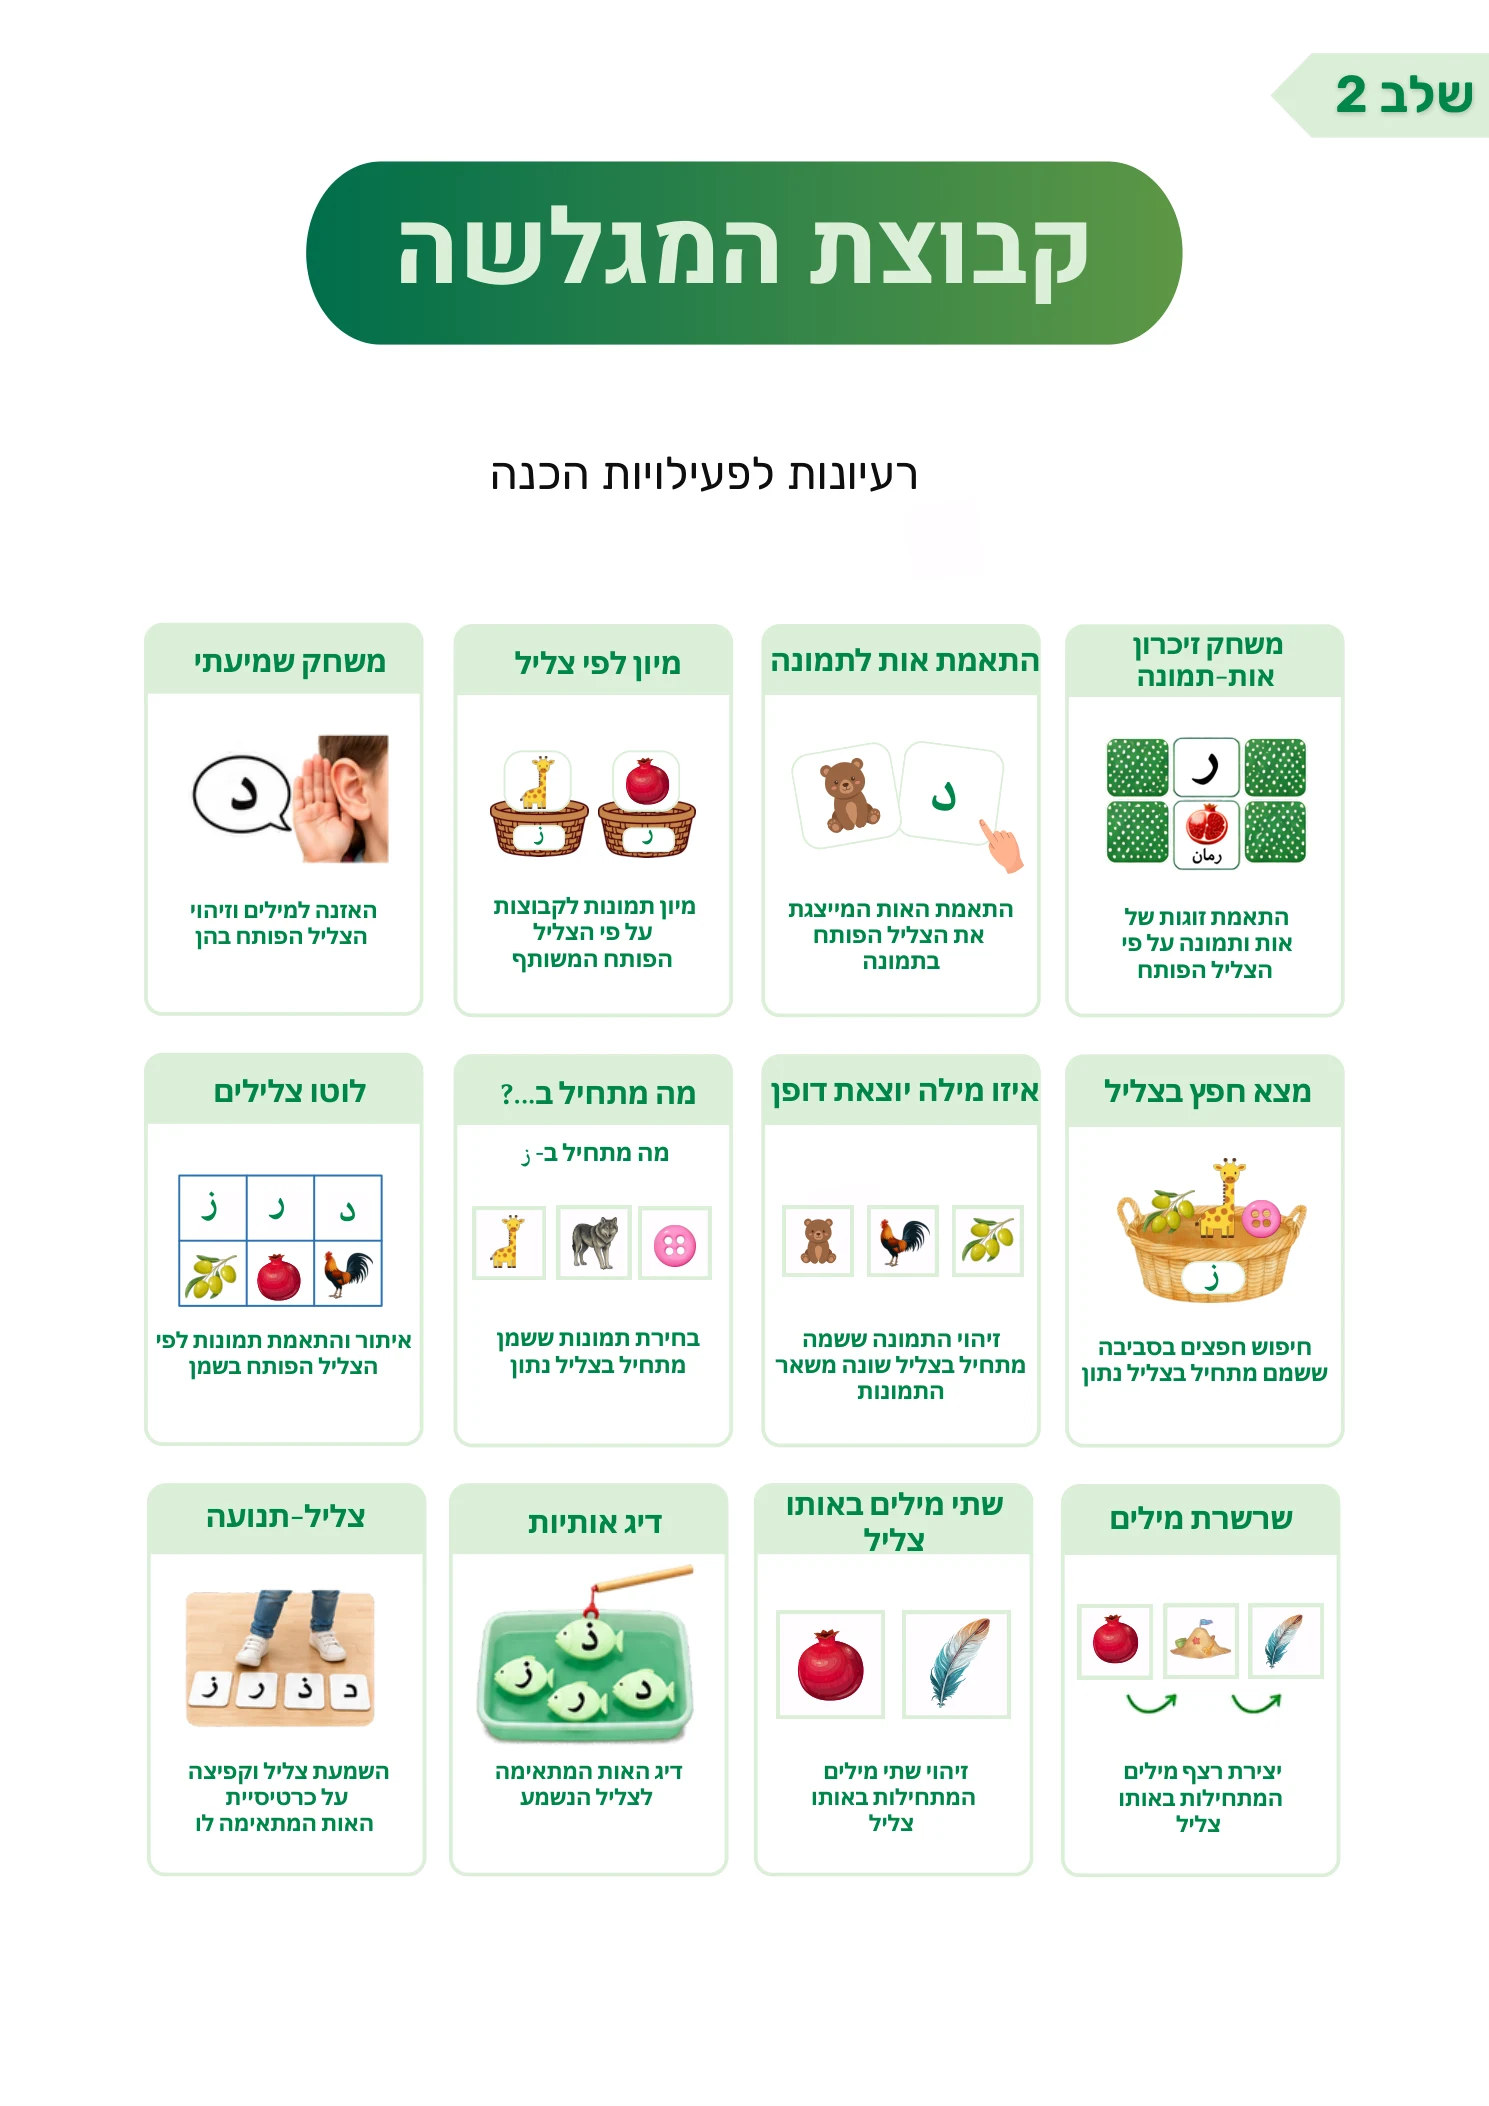 שלב 2
קבוצת המגלשה
רעיונות לפעילויות הכנה
משחק זיכרון
אות-תמונה
ر
رمان
התאמת זוגות של
אות ותמונה על פי
הצליל הפותח
התאמת אות לתמונה
د
התאמת האות המייצגת
את הצליל הפותח
בתמונה
מיון לפי צליל
ر
ز
מיון תמונות לקבוצות
על פי הצליל
הפותח המשותף
משחק שמיעתי
د
האזנה למילים וזיהוי
הצליל הפותח בהן
מצא חפץ בצליל
ز
חיפוש חפצים בסביבה
ששמם מתחיל בצליל נתון
איזו מילה יוצאת דופן
זיהוי התמונה ששמה
מתחיל בצליל שונה משאר
התמונות
מה מתחיל ב...?
מה מתחיל ב- ز
בחירת תמונות ששמן
מתחיל בצליל נתון
לוטו צלילים
د ر ز
איתור והתאמת תמונות לפי
הצליל הפותח בשמן
שרשרת מילים
יצירת רצף מילים
המתחילות באותו
צליל
שתי מילים באותו
צליל
זיהוי שתי מילים
המתחילות באותו
צליל
דיג אותיות
ذ
د ر ز
דיג האות המתאימה
לצליל הנשמע
צליל-תנועה
د ذ ر ز
השמעת צליל וקפיצה
על כרטיסיית
האות המתאימה לו